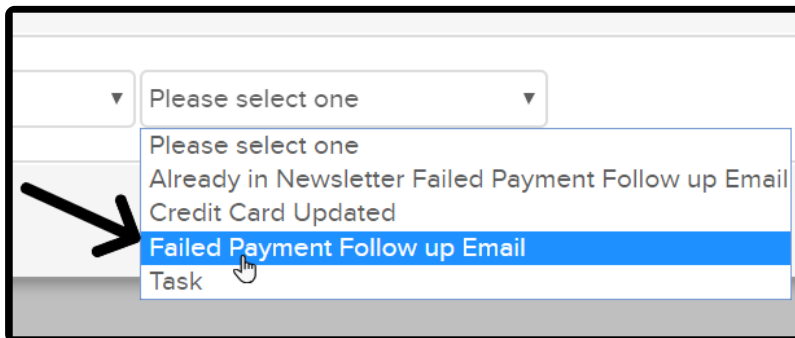 Please select one
Please select one
Already in Newsletter Failed Payment Follow up Email
Credit Card Updated
Failed Payment Follow up Email
Task